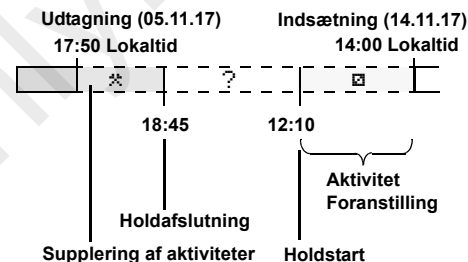 Udtagning (05.11.17)
Indsætning (14.11.17)
17:50 Lokaltid
14:00 Lokaltid
?
18:45
12:10
Aktivitet
Foranstilling
Holdafslutning
Supplering af aktiviteter
Holdstart